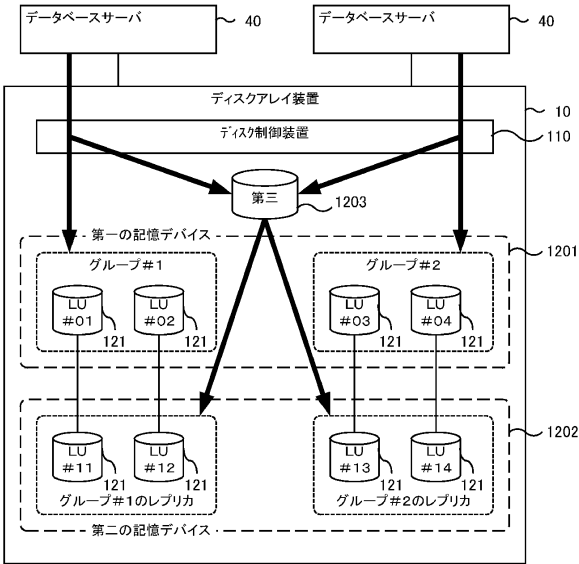 データベースサーバ
40
データベースサーバ
40
ディスクアレイ装置
10
ディスク制御装置
110
第三
1203
第一の記憶デバイス
1201
グループ#1
グループ#2
LU
#01
121
LU
#02
121
LU
#03
121
LU
#04
121
1202
LU
#11
121
LU
#12
121
LU
#13
121
LU
#14
121
グループ#1のレプリカ
グループ#2のレプリカ
第二の記憶デバイス